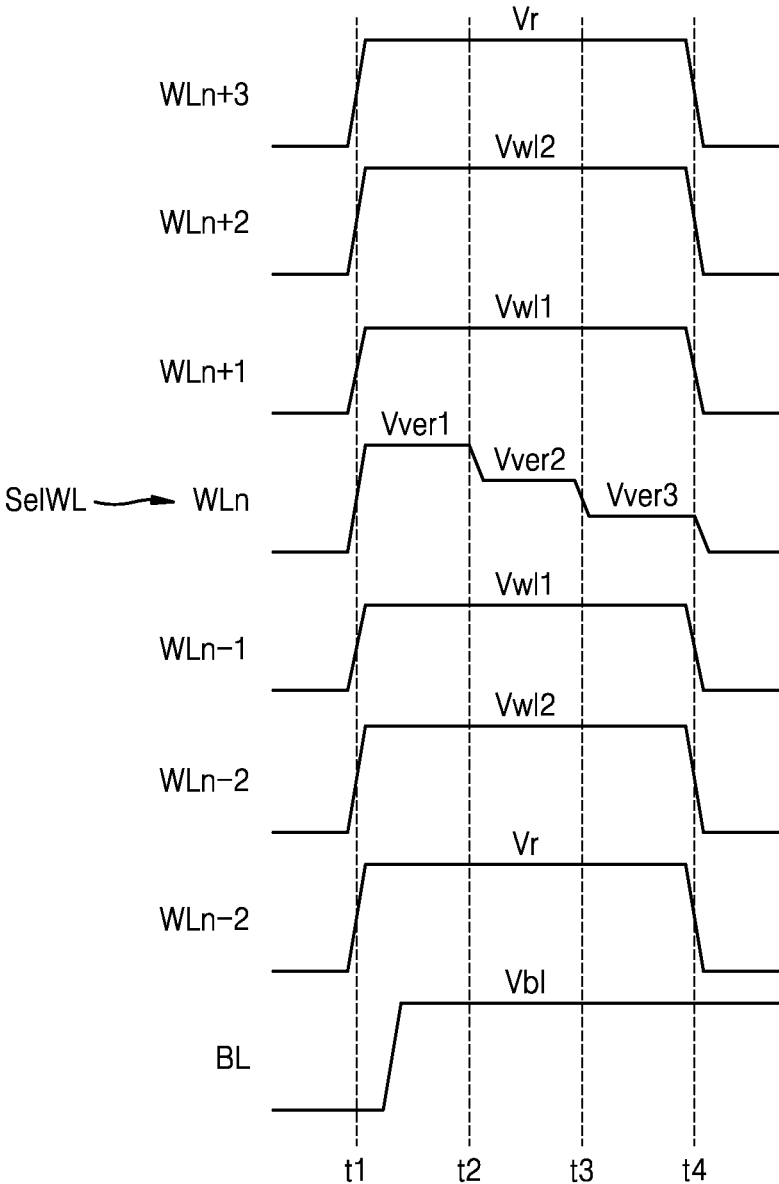 Vr
WLn+3
Vwl2
WLn+2
Vwl1
WLn+1
Vver1
Vver2
Vver3
SelWL WLn
Vwl1
WLn-1
Vwl2
WLn-2
Vr
WLn-2
Vbl
BL
t1 t2 t3 t4